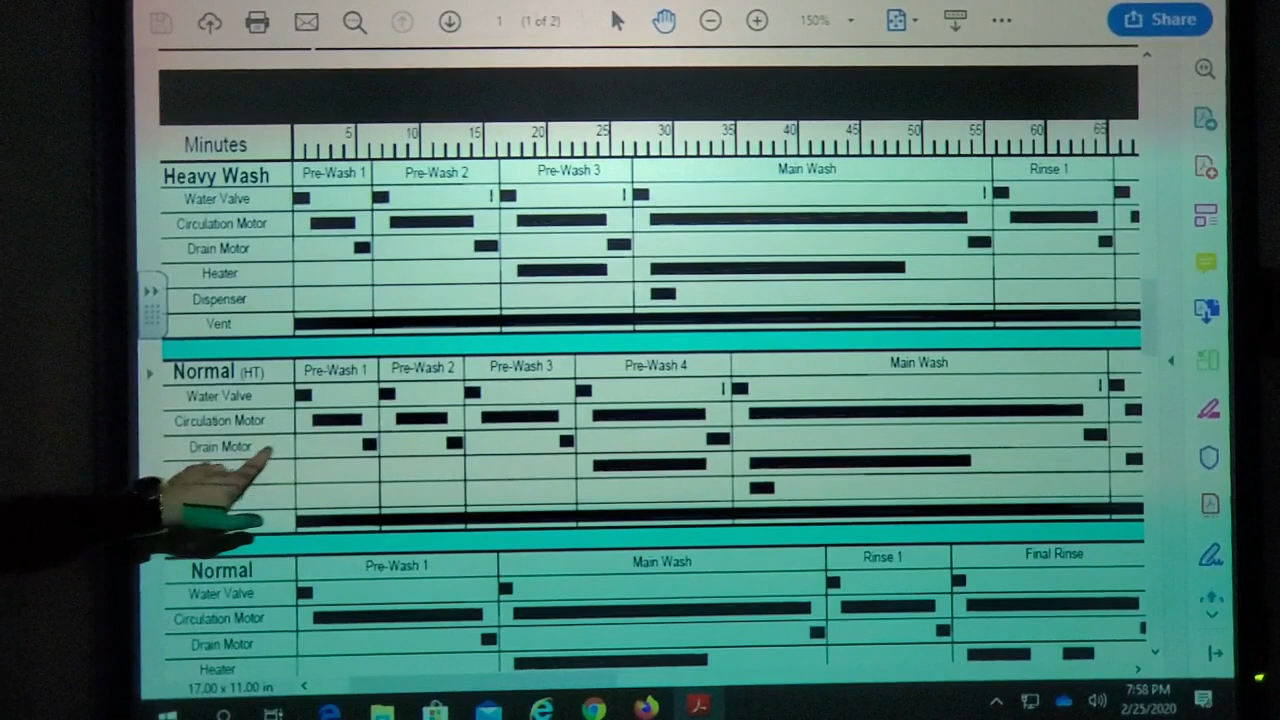 1 (1 of 2) 150% Share
Minutes 5 10 15 20 25 30 35 40 45 50 55 60 65
Heavy Wash Pre-Wash 1 Pre-Wash 2 Pre-Wash 3 Main Wash Rinse 1
Water Valve
Circulation Motor
Drain Motor
Heater
Dispenser
Vent
Normal (HT) Pre-Wash 1 Pre-Wash 2 Pre-Wash 3 Pre-Wash 4 Main Wash
Water Valve
Circulation Motor
Drain Motor
Normal Pre-Wash 1 Main Wash Rinse 1 Final Rinse
Water Valve
Circulation Motor
Drain Motor
Heater
17.00 x 11.00 in
7:58 PM
2/25/2020